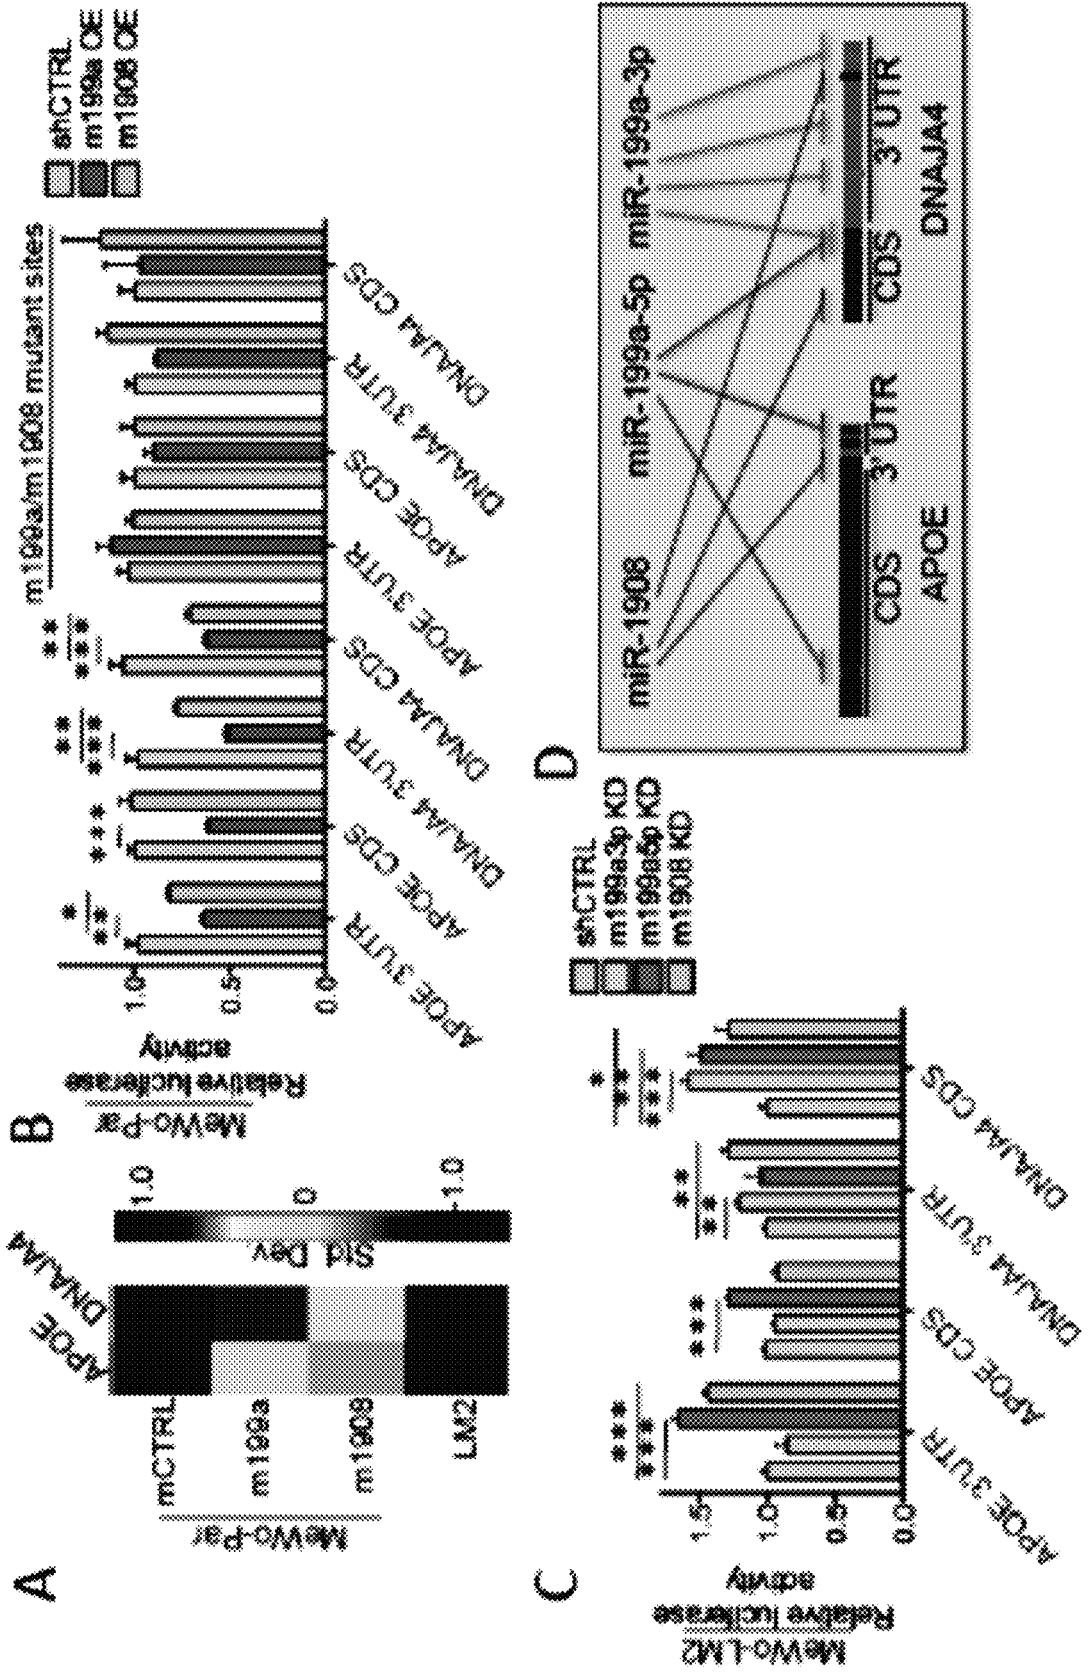 A
APOE
DNAJA4
mCTRL
m199a
m1908
LM2
MeWo-Par
1.0
0
-1.0
Std Dev
B
MeWo-Par
Relative luciferase
activity
1.0
0.5
0.0
*
**
***
**
***
**
***
m199a/m1908 mutant sites
shCTRL
m199a OE
m1908 OE
APOE 3'UTR
APOE CDS
DNAJA4 3'UTR
DNAJA4 CDS
APOE 3'UTR
APOE CDS
DNAJA4 3'UTR
DNAJA4 CDS
C
MeWo-LM2
Relative luciferase
activity
1.5
1.0
0.5
0.0
***
***
***
**
**
*
**
***
shCTRL
m199a3p KD
m199a5p KD
m1908 KD
APOE 3'UTR
APOE CDS
DNAJA4 3'UTR
DNAJA4 CDS
D
miR-1908 miR-199a-5p miR-199a-3p
CDS 3' UTR CDS 3' UTR
APOE DNAJA4